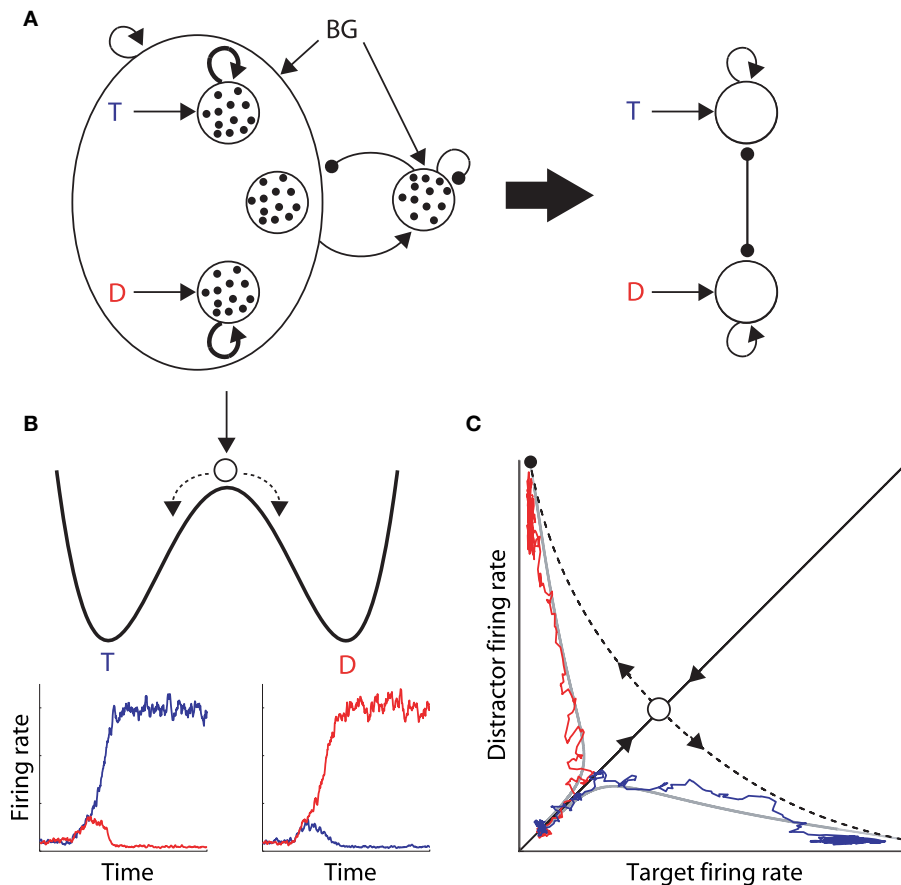 A
BG
T
T
D
D
B
C
T
D
Firing rate
Time
Time
Distractor firing rate
Target firing rate